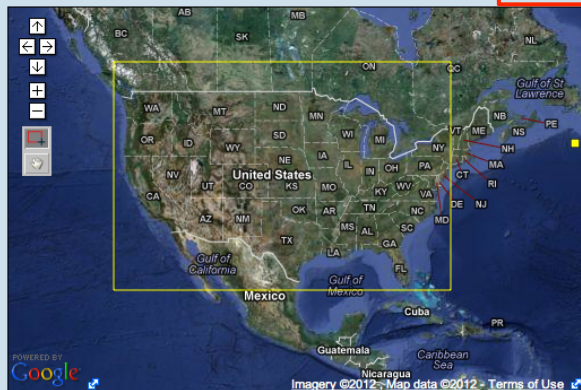 AB
MB
BC
SK
NL
ON
QC
Gulf of St
Lawrence
WA
MT
ND
MN
NB
PE
VT
ME
NS
OR
ID
SD
WI
MI
NY
NH
WY
MA
IA
NE
PA
IL
IN
OH
CT
RI
NV
UT
United States
CO
KS
MO
WV
VA
KY
DE
NJ
CA
MD
TN
NC
OK
AR
AZ
NM
SC
MS
AL
GA
TX
LA
FL
Gulf of
California
Gulf of
Mexico
Mexico
Cuba
PR
Guatemala
Caribbean
Sea
POWERED BY
Google
Nicaragua
Imagery ©2012 - Map data ©2012 - Terms of Use